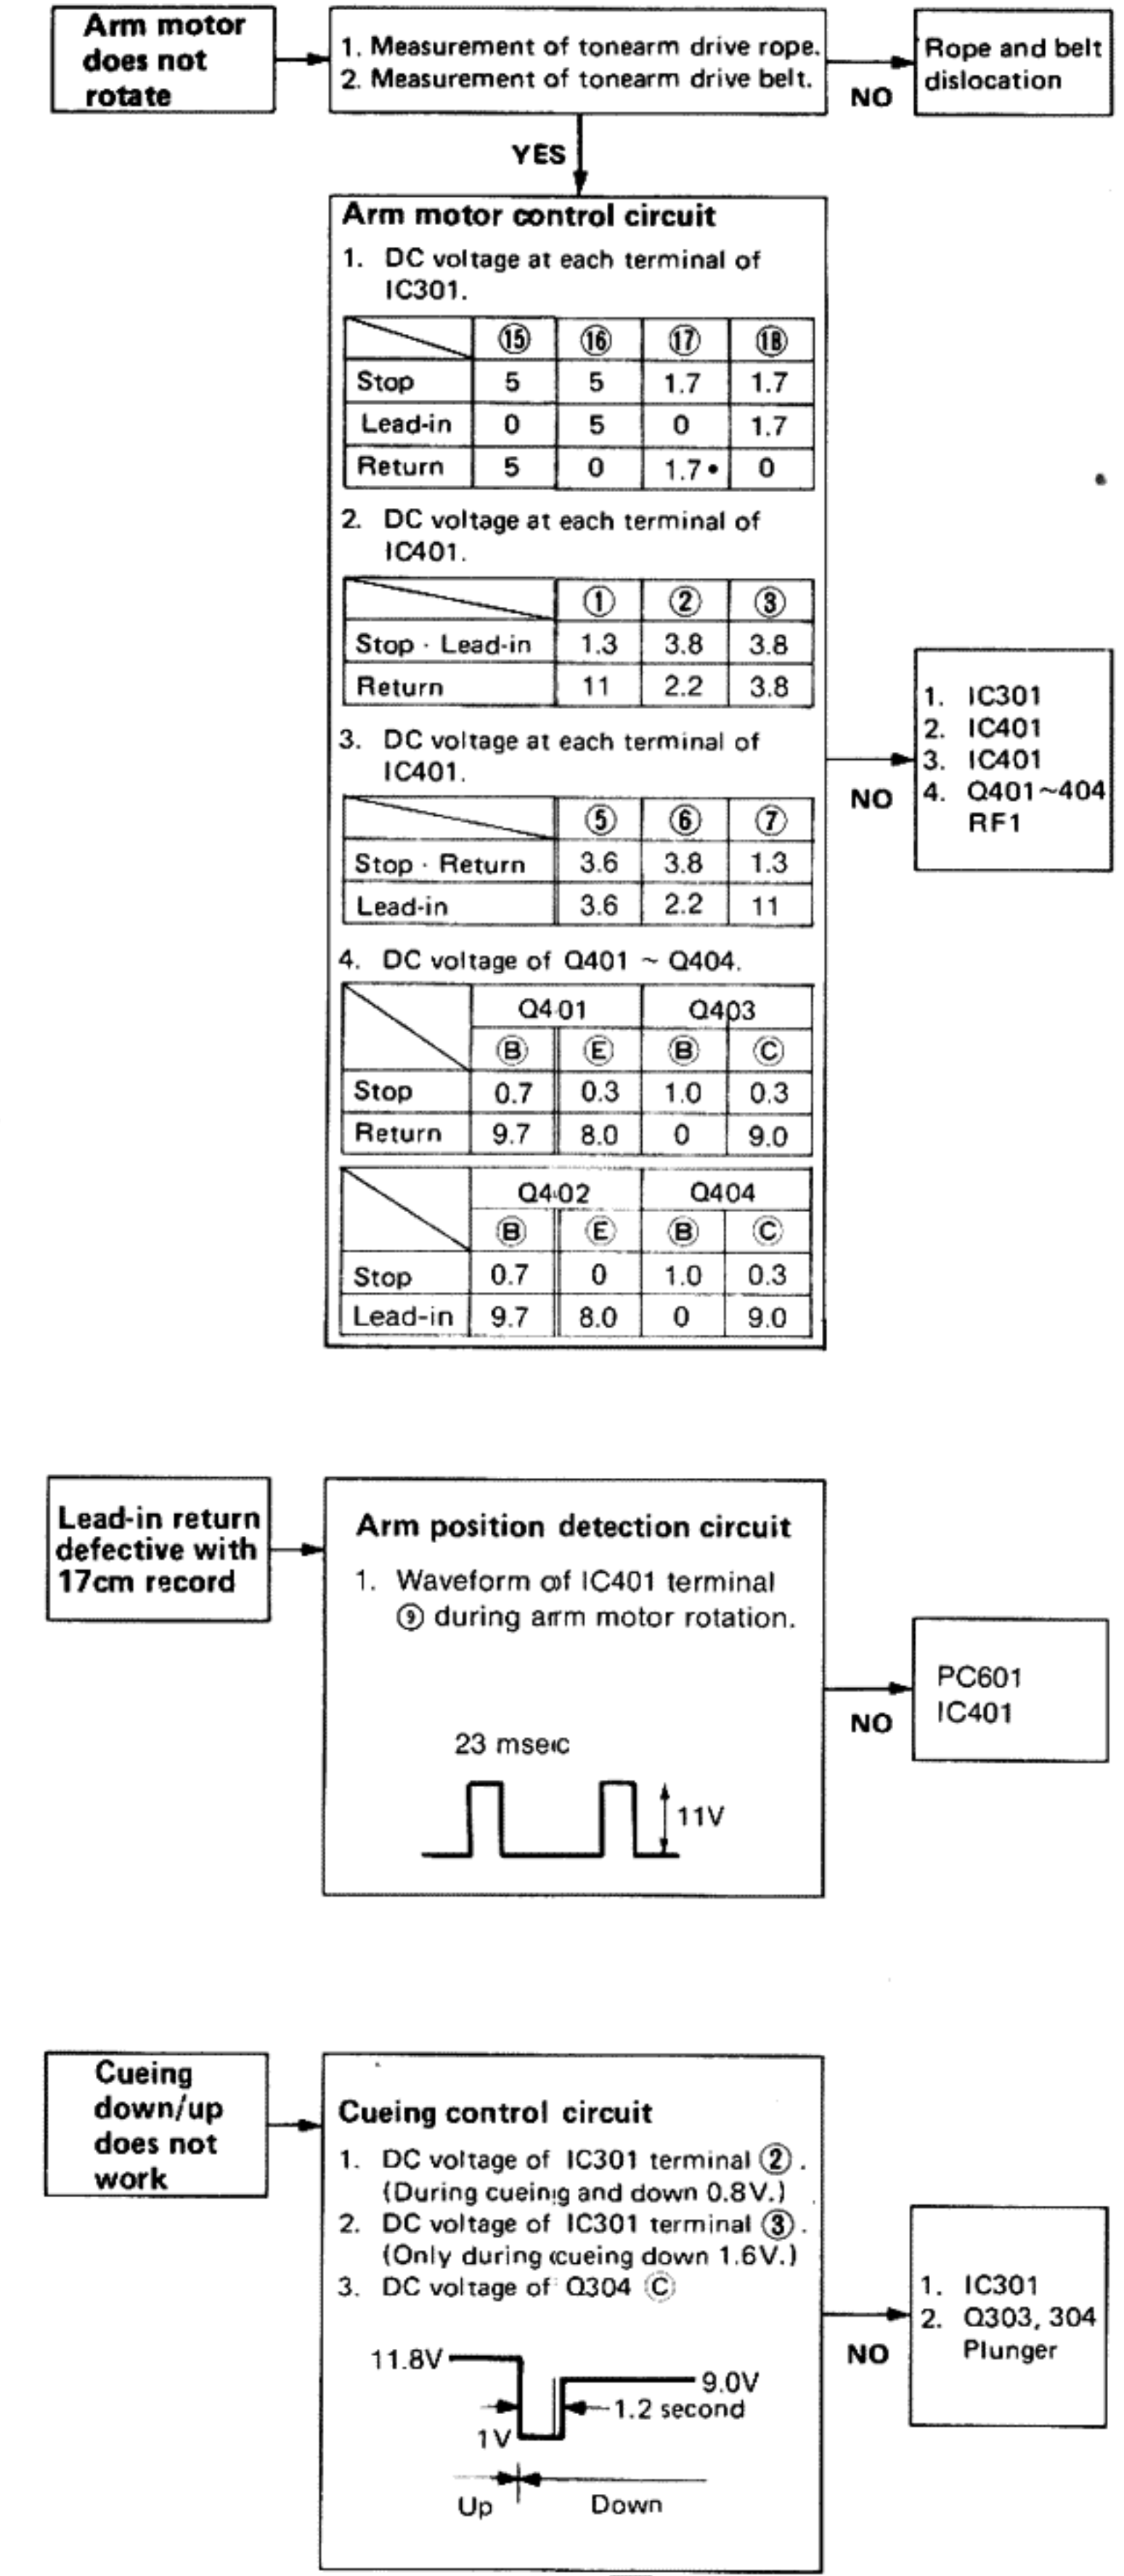 Arm motor
does not
rotate
1. Measurement of tonearm drive rope.
2. Measurement of tonearm drive belt.
NO
Rope and belt
dislocation
YES
Arm motor control circuit
1. DC voltage at each terminal of
IC301.
⑮ ⑯ ⑰ ⑱
Stop 5 5 1.7 1.7
Lead-in 0 5 0 1.7
Return 5 0 1.7 0
2. DC voltage at each terminal of
IC401.
① ② ③
Stop · Lead-in 1.3 3.8 3.8
Return 11 2.2 3.8
3. DC voltage at each terminal of
IC401.
⑤ ⑥ ⑦
Stop · Return 3.6 3.8 1.3
Lead-in 3.6 2.2 11
4. DC voltage of Q401 ~ Q404.
Q401 Q403
Ⓑ Ⓔ Ⓑ Ⓒ
Stop 0.7 0.3 1.0 0.3
Return 9.7 8.0 0 9.0
Q402 Q404
Ⓑ Ⓔ Ⓑ Ⓒ
Stop 0.7 0 1.0 0.3
Lead-in 9.7 8.0 0 9.0
NO
1. IC301
2. IC401
3. IC401
4. Q401~404
RF1
Lead-in return
defective with
17cm record
Arm position detection circuit
1. Waveform of IC401 terminal
⑨ during arm motor rotation.
23 msec
11V
NO
PC601
IC401
Cueing
down/up
does not
work
Cueing control circuit
1. DC voltage of IC301 terminal ②.
(During cueing and down 0.8V.)
2. DC voltage of IC301 terminal ③.
(Only during cueing down 1.6V.)
3. DC voltage of Q304 Ⓒ
11.8V
9.0V
1.2 second
1V
Up Down
NO
1. IC301
2. Q303, 304
Plunger